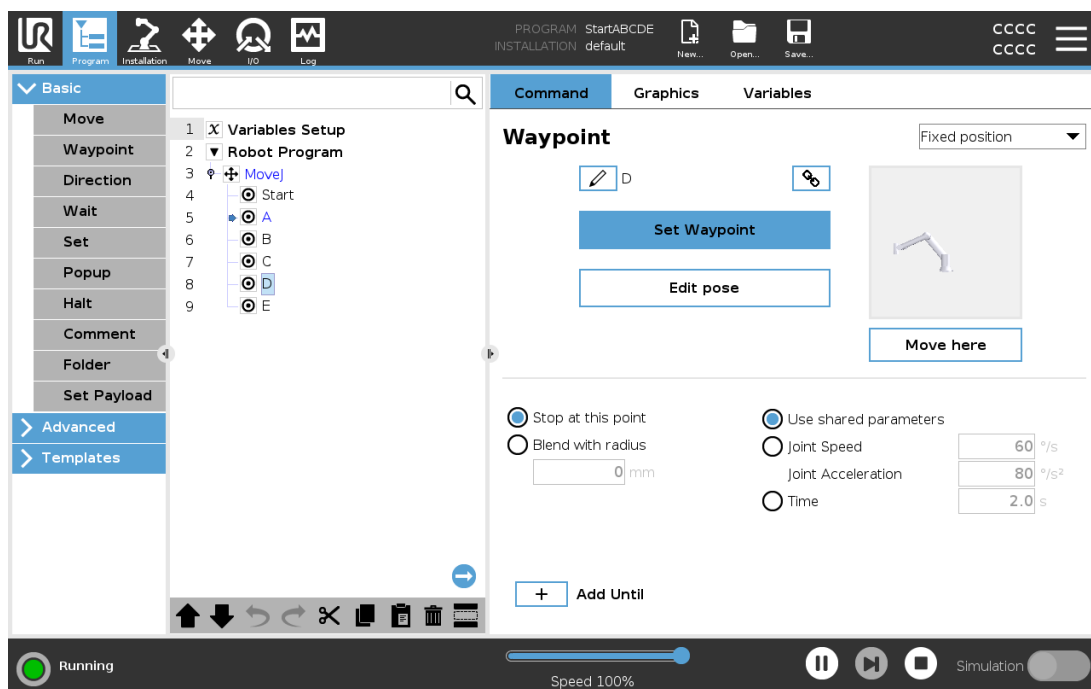 PROGRAM StartABCDE
INSTALLATION default
CCCC
CCCC
Run Program Installation Move I/O Log New... Open... Save...
Basic
Move
Waypoint
Direction
Wait
Set
Popup
Halt
Comment
Folder
Set Payload
Advanced
Templates
1 X Variables Setup
2 ▼ Robot Program
3 MoveJ
4 Start
5 A
6 B
7 C
8 D
9 E
Command Graphics Variables
Waypoint
Fixed position
D
Set Waypoint
Edit pose
Move here
Stop at this point
Blend with radius
0 mm
Use shared parameters
Joint Speed 60 °/s
Joint Acceleration 80 °/s²
Time 2.0 s
+ Add Until
Running
Speed 100%
Simulation